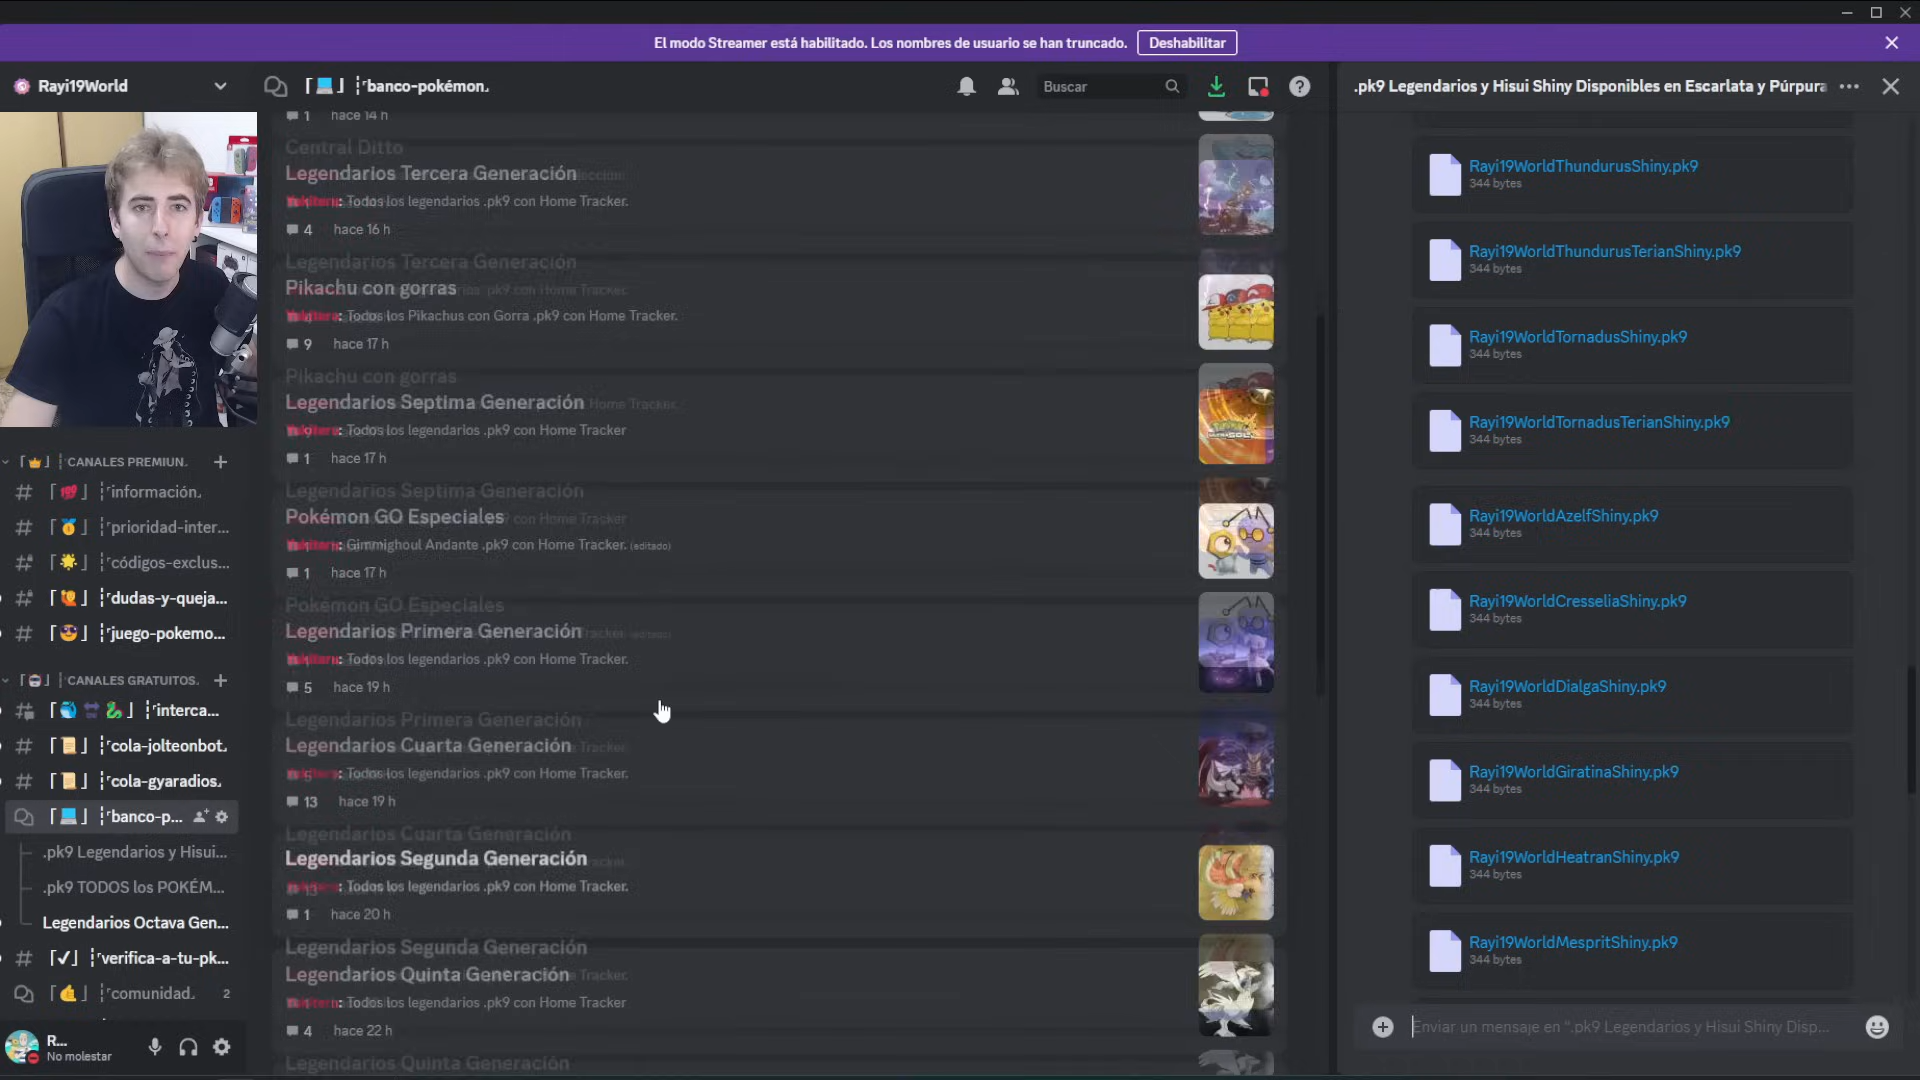 El modo Streamer está habilitado. Los nombres de usuario se han truncado.
Deshabilitar
Rayi19World
banco-pokémon.
Buscar
.pk9 Legendarios y Hisui Shiny Disponibles en Escarlata y Púrpura
CANALES PREMIUN.
información.
prioridad-inter...
códigos-exclus...
dudas-y-queja...
juego-pokemo...
CANALES GRATUITOS.
interca...
cola-jolteonbot.
cola-gyaradios.
banco-p...
.pk9 Legendarios y Hisui...
.pk9 TODOS los POKÉM...
Legendarios Octava Gen...
verifica-a-tu-pk...
comunidad. 2
R...
No molestar
1 hace 14 h
Central Ditto
Legendarios Tercera Generación
: Todos los legendarios .pk9 con Home Tracker.
4 hace 16 h
Legendarios Tercera Generación
Pikachu con gorras
: Todos los Pikachus con Gorra .pk9 con Home Tracker.
9 hace 17 h
Pikachu con gorras
Legendarios Septima Generación
Home Tracker.
: Todos los legendarios .pk9 con Home Tracker
1 hace 17 h
Legendarios Septima Generación
Pokémon GO Especiales
: Gimmighoul Andante .pk9 con Home Tracker. (editado)
1 hace 17 h
Pokémon GO Especiales
Legendarios Primera Generación
: Todos los legendarios .pk9 con Home Tracker.
5 hace 19 h
Legendarios Primera Generación
Legendarios Cuarta Generación
: Todos los legendarios .pk9 con Home Tracker.
13 hace 19 h
Legendarios Cuarta Generación
Legendarios Segunda Generación
: Todos los legendarios .pk9 con Home Tracker.
1 hace 20 h
Legendarios Segunda Generación
Legendarios Quinta Generación
: Todos los legendarios .pk9 con Home Tracker
4 hace 22 h
Legendarios Quinta Generación
Rayi19WorldThundurusShiny.pk9
344 bytes
Rayi19WorldThundurusTerianShiny.pk9
344 bytes
Rayi19WorldTornadusShiny.pk9
344 bytes
Rayi19WorldTornadusTerianShiny.pk9
344 bytes
Rayi19WorldAzelfShiny.pk9
344 bytes
Rayi19WorldCresseliaShiny.pk9
344 bytes
Rayi19WorldDialgaShiny.pk9
344 bytes
Rayi19WorldGiratinaShiny.pk9
344 bytes
Rayi19WorldHeatranShiny.pk9
344 bytes
Rayi19WorldMespritShiny.pk9
344 bytes
Enviar un mensaje en ".pk9 Legendarios y Hisui Shiny Disp...